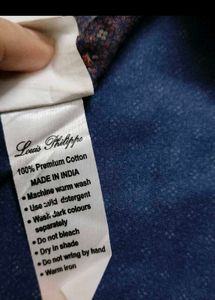 Louis Philippe
100% Premium Cotton
MADE IN INDIA
• Machine warm wash
• Use mild detergent
• Wash dark colours
separately
• Do not bleach
• Dry in shade
• Do not wring by hand
• Warm iron